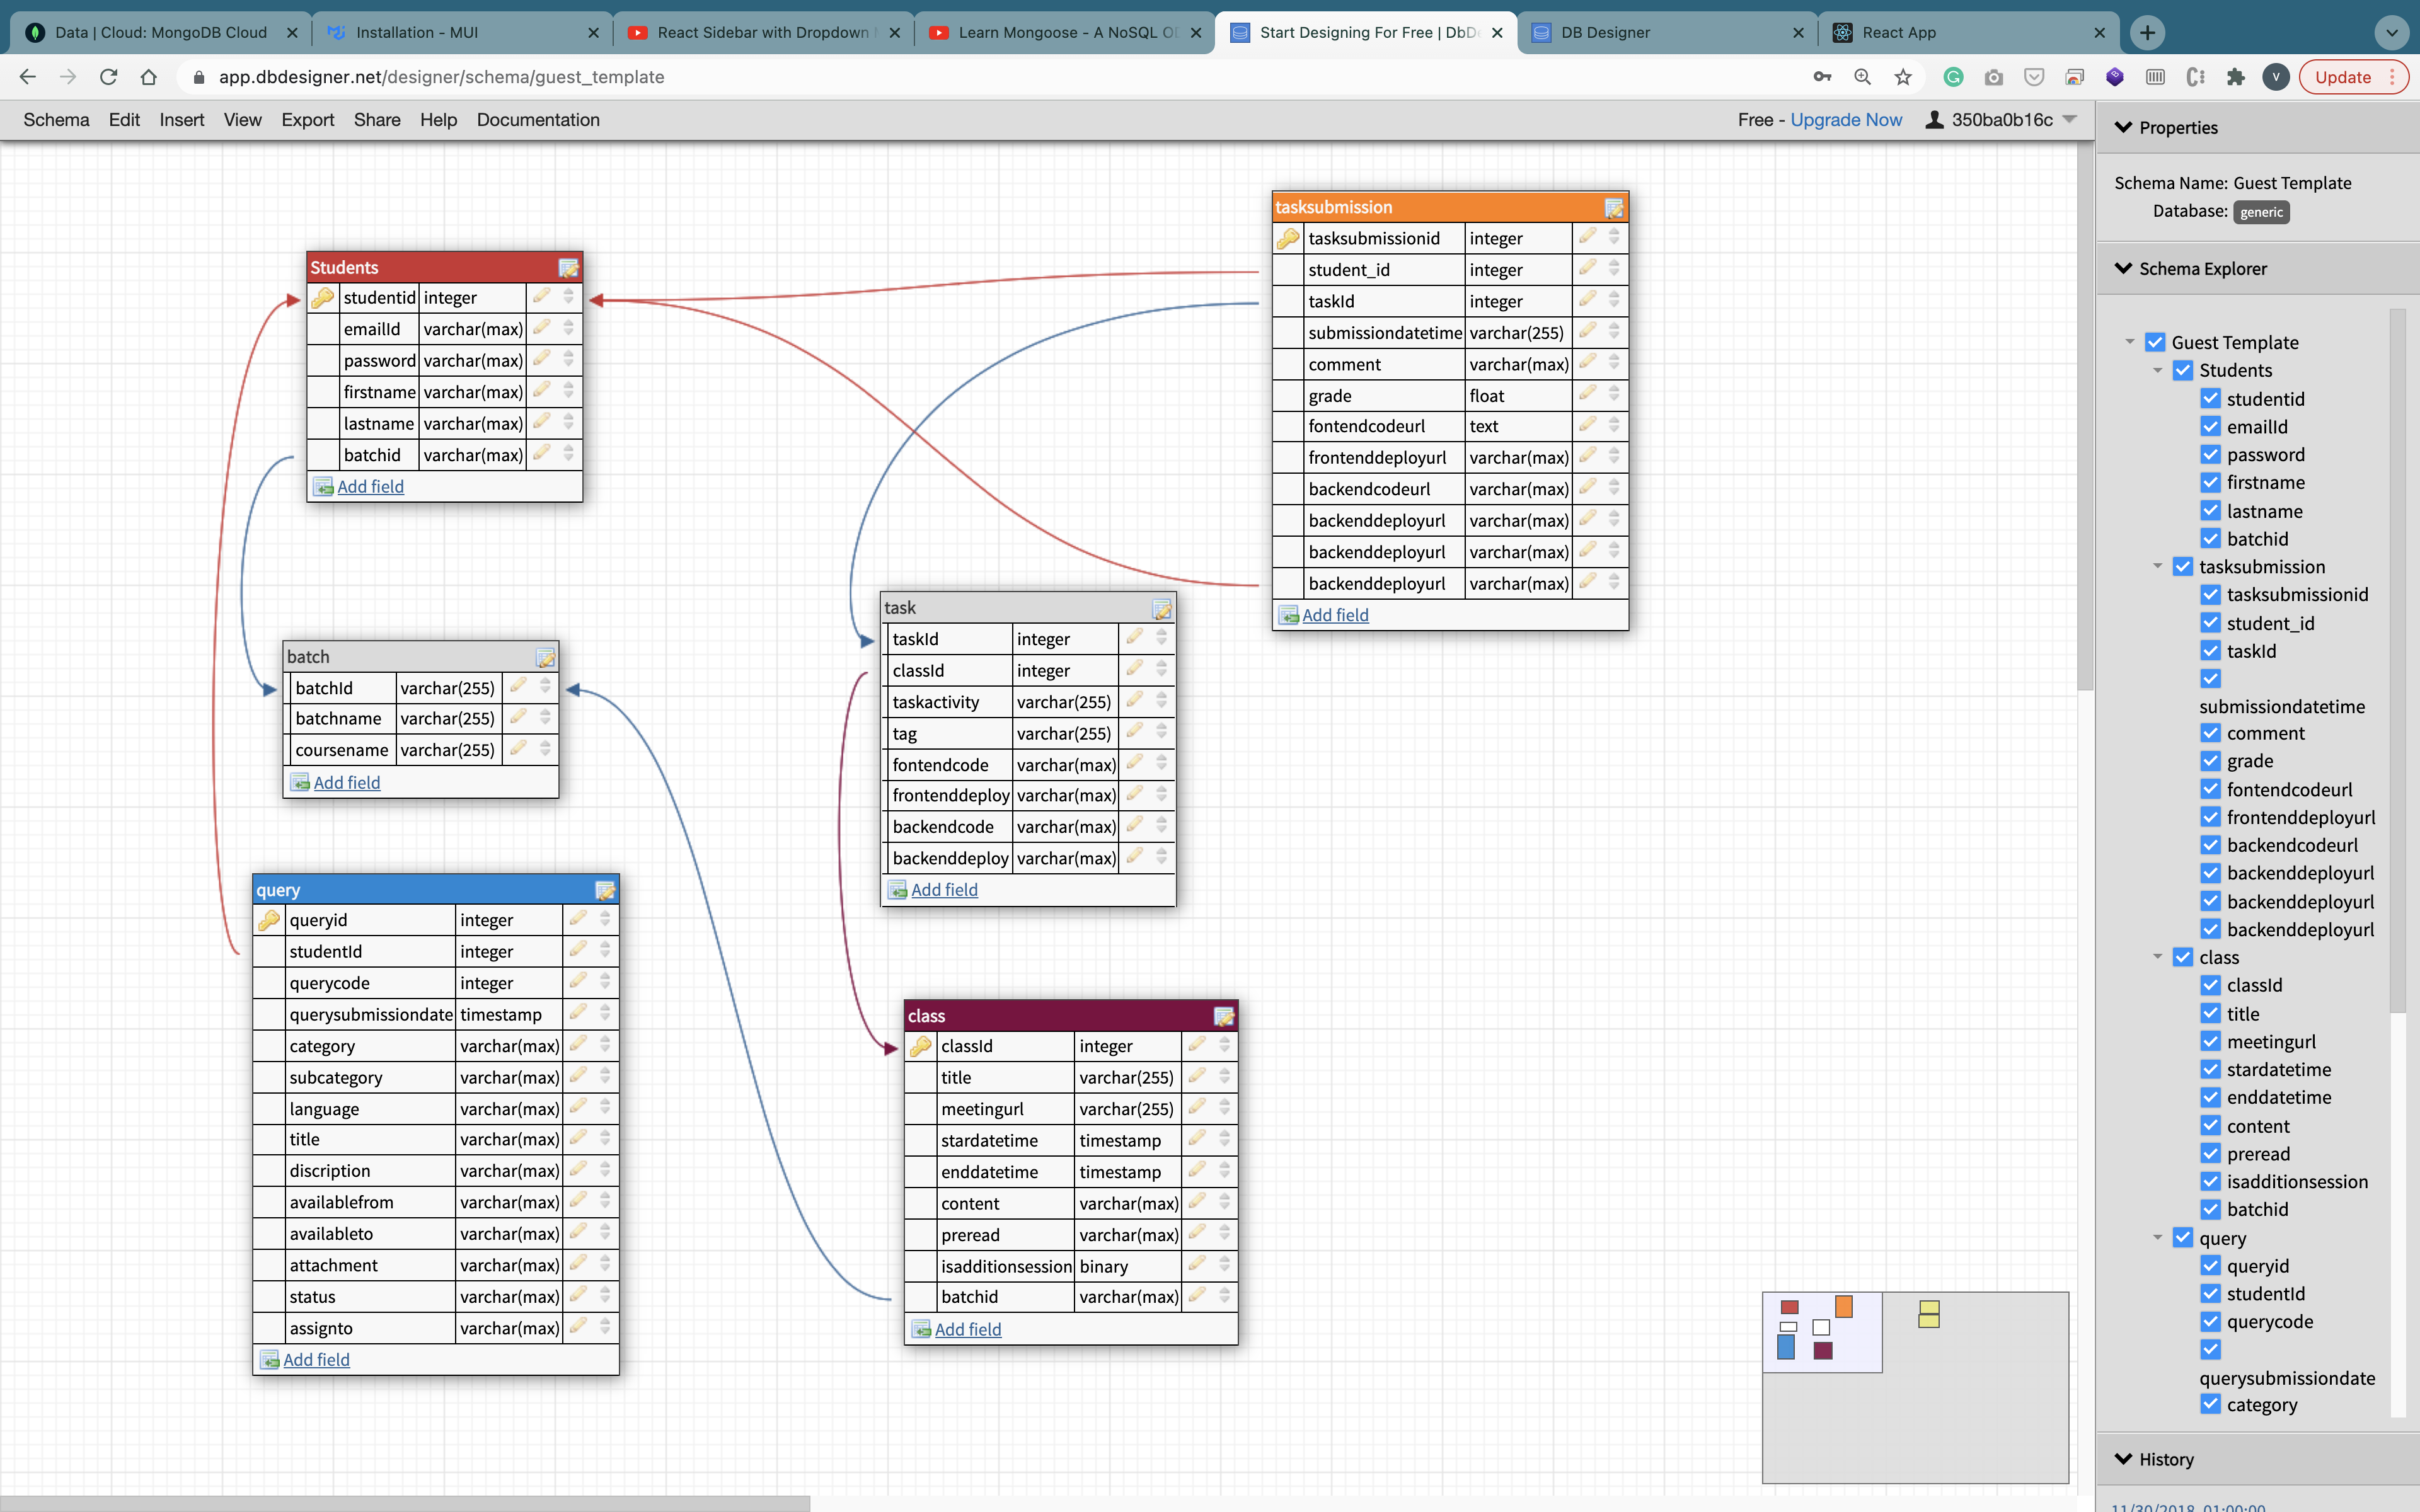 Data | Cloud: MongoDB Cloud
Installation - MUI
React Sidebar with Dropdown
Learn Mongoose - A NoSQL
Start Designing For Free | DbD
DB Designer
React App
app.dbdesigner.net/designer/schema/guest_template
V
Update
Schema Edit Insert View Export Share Help Documentation
Free - Upgrade Now
350ba0b16c
Students
studentid integer
emailId varchar(max)
password varchar(max)
firstname varchar(max)
lastname varchar(max)
batchid varchar(max)
Add field
tasksubmission
tasksubmissionid integer
student_id integer
taskId integer
submissiondatetime varchar(255)
comment varchar(max)
grade float
fontendcodeurl text
frontenddeployurl varchar(max)
backendcodeurl varchar(max)
backenddeployurl varchar(max)
backenddeployurl varchar(max)
backenddeployurl varchar(max)
Add field
batch
batchId varchar(255)
batchname varchar(255)
coursename varchar(255)
Add field
task
taskId integer
classId integer
taskactivity varchar(255)
tag varchar(255)
fontendcode varchar(max)
frontenddeploy varchar(max)
backendcode varchar(max)
backenddeploy varchar(max)
Add field
query
queryid integer
studentId integer
querycode integer
querysubmissiondate timestamp
category varchar(max)
subcategory varchar(max)
language varchar(max)
title varchar(max)
discription varchar(max)
availablefrom varchar(max)
availableto varchar(max)
attachment varchar(max)
status varchar(max)
assignto varchar(max)
Add field
class
classId integer
title varchar(255)
meetingurl varchar(255)
stardatetime timestamp
enddatetime timestamp
content varchar(max)
preread varchar(max)
isadditionsession binary
batchid varchar(max)
Add field
Properties
Schema Name: Guest Template
Database: generic
Schema Explorer
Guest Template
Students
studentid
emailId
password
firstname
lastname
batchid
tasksubmission
tasksubmissionid
student_id
taskId
submissiondatetime
comment
grade
fontendcodeurl
frontenddeployurl
backendcodeurl
backenddeployurl
backenddeployurl
backenddeployurl
class
classId
title
meetingurl
stardatetime
enddatetime
content
preread
isadditionsession
batchid
query
queryid
studentId
querycode
querysubmissiondate
category
History
11/30/2018, 01:00:00